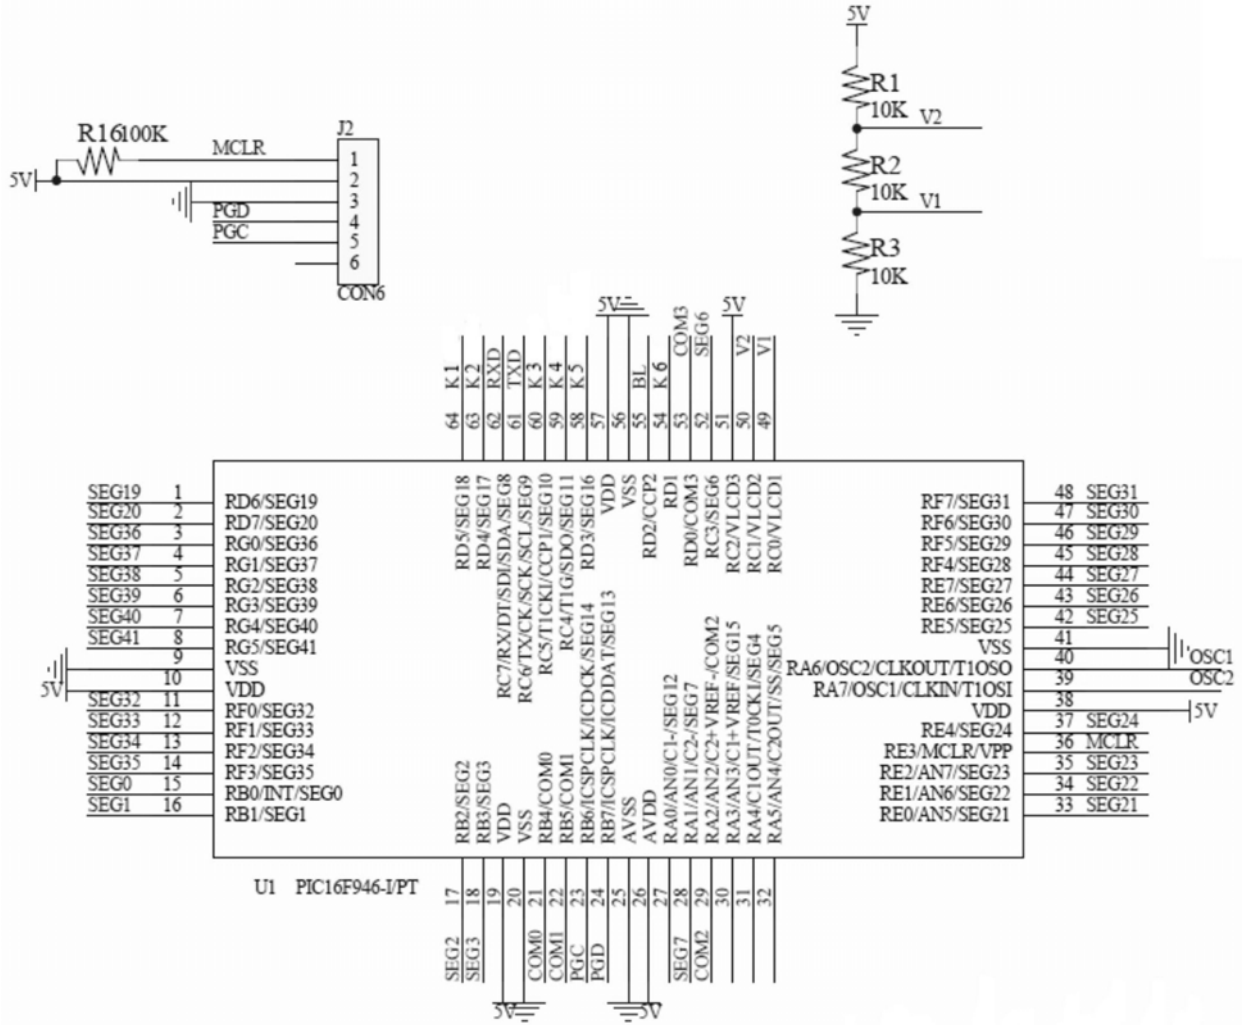 5V
R1
10K
V2
R2
10K
V1
R3
10K
R16100K
MCLR
J2
5V
1
2
3
PGD
4
PGC
5
6
CON6
5V
5V
K1
K2
RXD
TXD
K3
K4
K5
BL
K6
COM3
SEG6
V2
V1
64
63
62
61
60
59
58
57
56
55
54
53
52
51
50
49
RD5/SEG18
RD4/SEG17
RC7/RX/DT/SDI/SDA/SEG8
RC6/TX/CK/SCK/SCL/SEG9
RC5/T1CKI/CCP1/SEG10
RC4/T1G/SDO/SEG11
RD3/SEG16
VDD
VSS
RD2/CCP2
RD1
RD0/COM3
RC3/SEG6
RC2/VLCD3
RC1/VLCD2
RC0/VLCD1
SEG19 1 RD6/SEG19
SEG20 2 RD7/SEG20
SEG36 3 RG0/SEG36
SEG37 4 RG1/SEG37
SEG38 5 RG2/SEG38
SEG39 6 RG3/SEG39
SEG40 7 RG4/SEG40
SEG41 8 RG5/SEG41
9 VSS
5V 10 VDD
SEG32 11 RF0/SEG32
SEG33 12 RF1/SEG33
SEG34 13 RF2/SEG34
SEG35 14 RF3/SEG35
SEG0 15 RB0/INT/SEG0
SEG1 16 RB1/SEG1
RF7/SEG31 48 SEG31
RF6/SEG30 47 SEG30
RF5/SEG29 46 SEG29
RF4/SEG28 45 SEG28
RE7/SEG27 44 SEG27
RE6/SEG26 43 SEG26
RE5/SEG25 42 SEG25
VSS 41
RA6/OSC2/CLKOUT/T1OSO 40 OSC1
RA7/OSC1/CLKIN/T1OSI 39 OSC2
VDD 38 5V
RE4/SEG24 37 SEG24
RE3/MCLR/VPP 36 MCLR
RE2/AN7/SEG23 35 SEG23
RE1/AN6/SEG22 34 SEG22
RE0/AN5/SEG21 33 SEG21
RB2/SEG2
RB3/SEG3
VDD
VSS
RB4/COM0
RB5/COM1
RB6/ICSPCLK/ICDCK/SEG14
RB7/ICSPCLK/ICDDAT/SEG13
AVSS
AVDD
RA0/AN0/C1-/SEG12
RA1/AN1/C2-/SEG7
RA2/AN2/C2+VREF-/COM2
RA3/AN3/C1+VREF/SEG15
RA4/C1OUT/T0CKI/SEG4
RA5/AN4/C2OUT/SS/SEG5
U1 PIC16F946-I/PT
17
18
19
20
21
22
23
24
25
26
27
28
29
30
31
32
SEG2
SEG3
COM0
COM1
PGC
PGD
SEG7
COM2
5V
5V